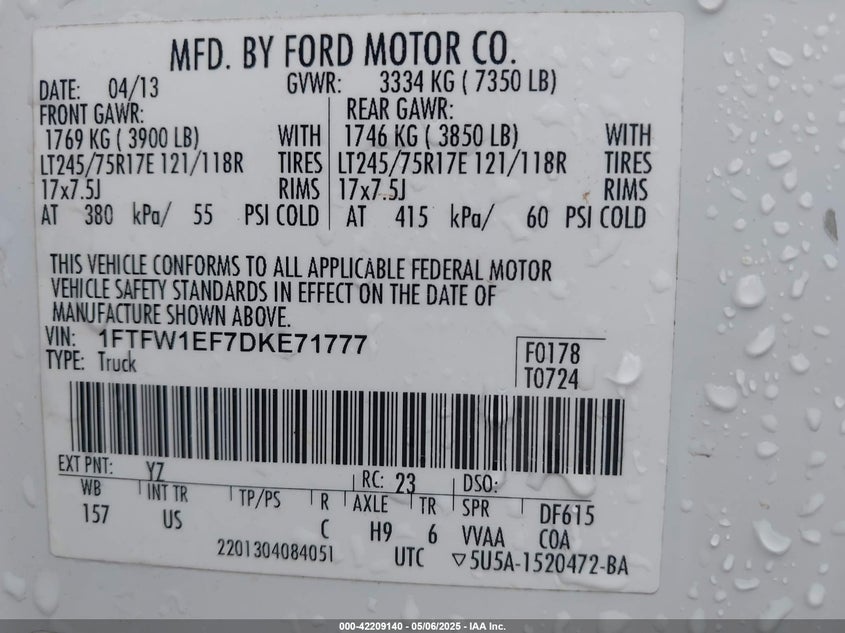 MFD. BY FORD MOTOR CO.
DATE: 04/13 GVWR: 3334 KG ( 7350 LB)
FRONT GAWR: REAR GAWR:
1769 KG ( 3900 LB) WITH 1746 KG ( 3850 LB) WITH
LT245/75R17E 121/118R TIRES LT245/75R17E 121/118R TIRES
17x7.5J RIMS 17x7.5J RIMS
AT 380 kPa/ 55 PSI COLD AT 415 kPa/ 60 PSI COLD
THIS VEHICLE CONFORMS TO ALL APPLICABLE FEDERAL MOTOR
VEHICLE SAFETY STANDARDS IN EFFECT ON THE DATE OF
MANUFACTURE SHOWN ABOVE.
VIN: 1FTFW1EF7DKE71777
TYPE: Truck
F0178
T0724
EXT PNT: YZ RC: 23 DSO:
WB INT TR TP/PS R AXLE TR SPR DF615
157 US C H9 6 VVAA COA
2201304084051 UTC ▽5U5A-1520472-BA
000-42209140 - 05/06/2025 - IAA Inc.